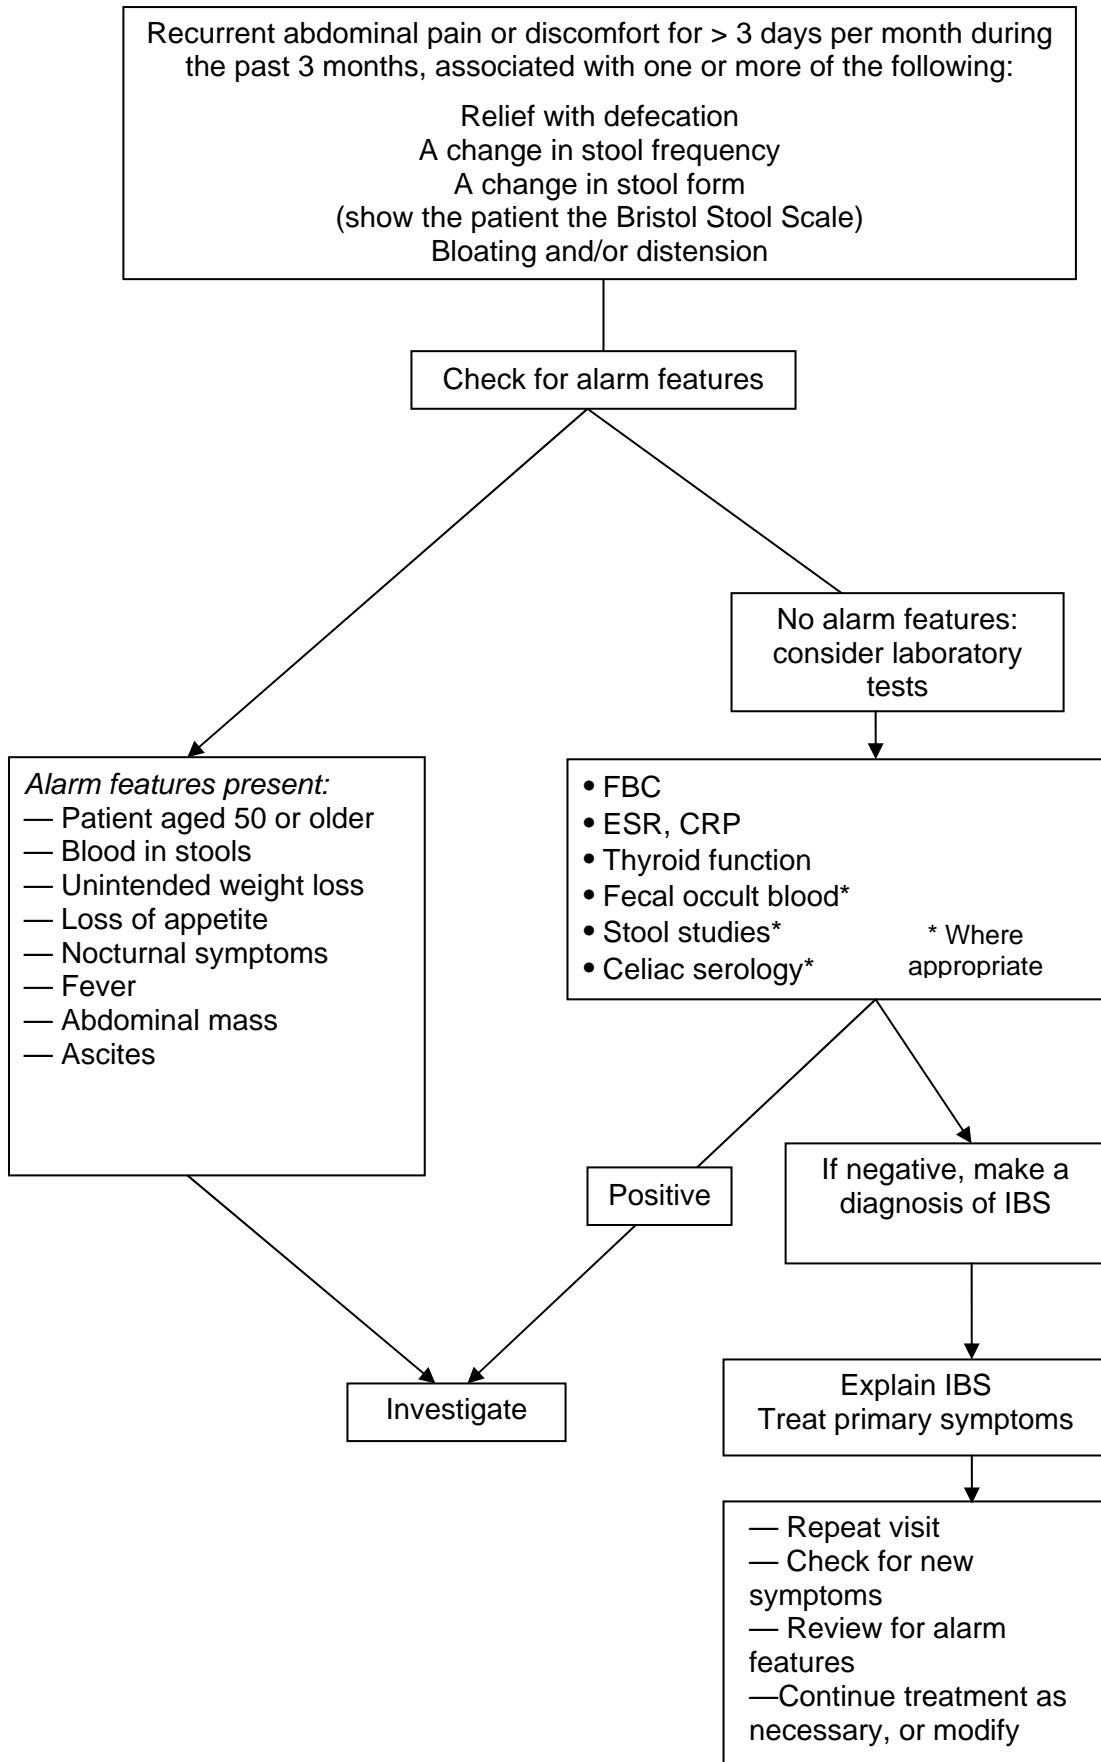 Recurrent abdominal pain or discomfort for > 3 days per month during
the past 3 months, associated with one or more of the following:
Relief with defecation
A change in stool frequency
A change in stool form
(show the patient the Bristol Stool Scale)
Bloating and/or distension
Check for alarm features
No alarm features:
consider laboratory
tests
Alarm features present:
— Patient aged 50 or older
— Blood in stools
— Unintended weight loss
— Loss of appetite
— Nocturnal symptoms
— Fever
— Abdominal mass
— Ascites
• FBC
• ESR, CRP
• Thyroid function
• Fecal occult blood*
• Stool studies*
• Celiac serology*
* Where
appropriate
Positive
If negative, make a
diagnosis of IBS
Investigate
Explain IBS
Treat primary symptoms
— Repeat visit
— Check for new
symptoms
— Review for alarm
features
—Continue treatment as
necessary, or modify